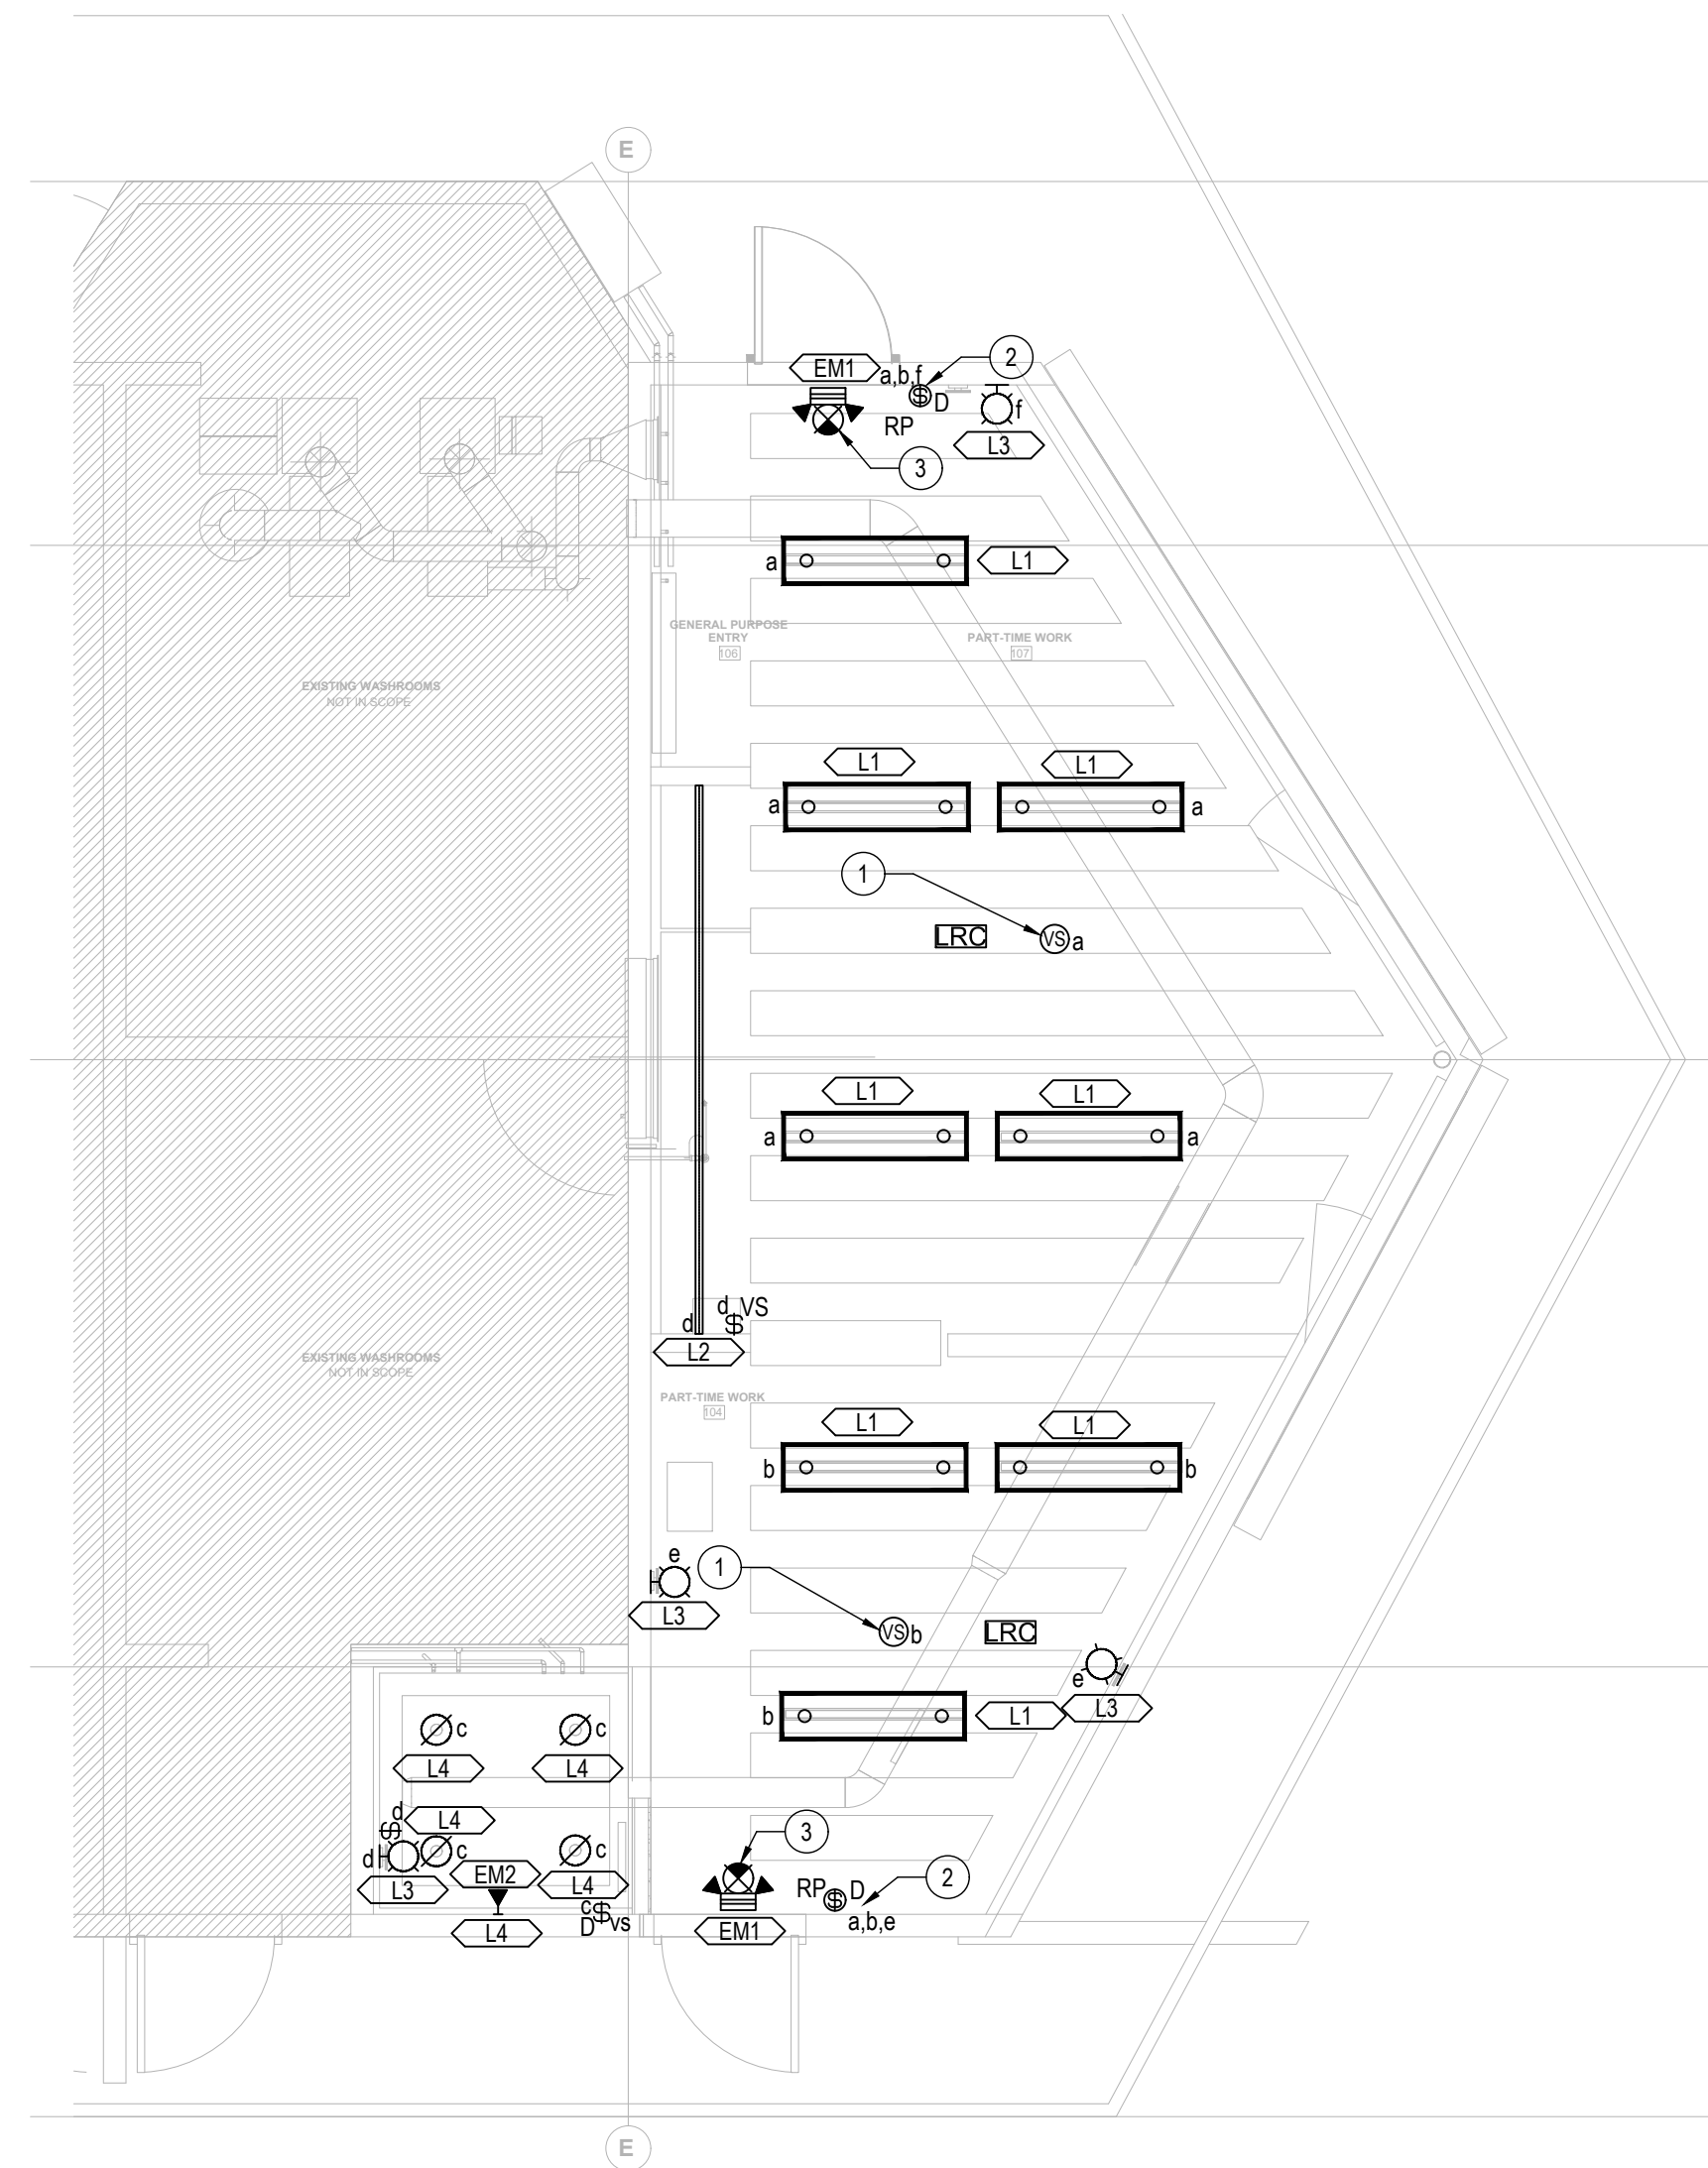 E
EM1
a,b,f
2
D
f
RP
L3
3
a
L1
GENERAL PURPOSE
ENTRY
106
PART-TIME WORK
107
EXISTING WASHROOMS
NOT IN SCOPE
L1
L1
a
a
1
LRC
VS
a
L1
L1
a
a
d
VS
$
d
L2
EXISTING WASHROOMS
NOT IN SCOPE
PART-TIME WORK
104
L1
L1
b
b
e
1
L3
VS
b
LRC
e
L3
b
L1
c
c
L4
L4
d
$
L4
d
c
c
L3
EM2
L4
3
2
RP
$
D
a,b,e
c
$
vs
D
L4
EM1
E